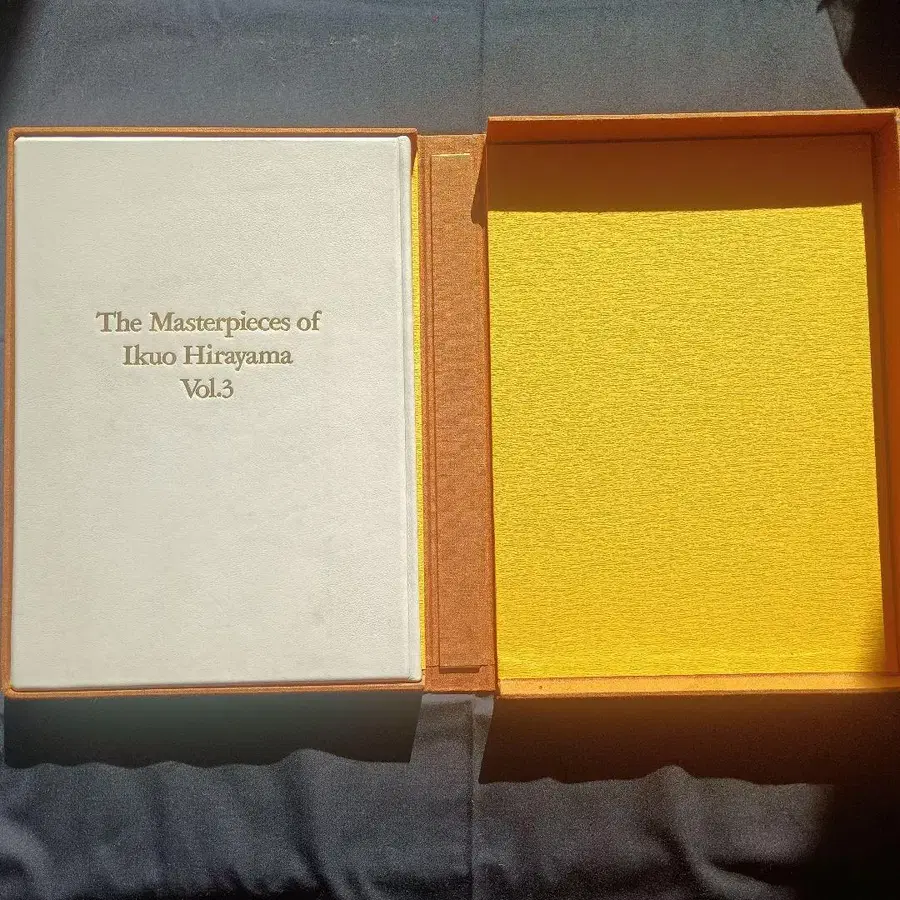 The Masterpieces of
Ikuo Hirayama
Vol.3